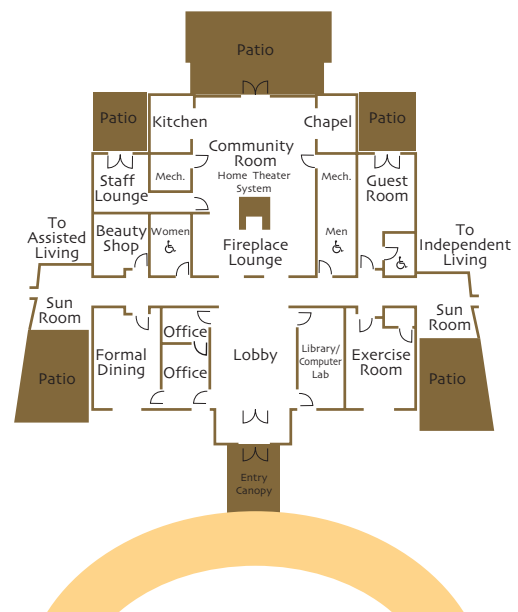 Patio
Patio
Kitchen
Chapel
Patio
Community
Room
Home Theater
System
Mech.
Mech.
Staff
Lounge
Guest
Room
To
Assisted
Living
Beauty
Shop
Women
Fireplace
Lounge
Men
To
Independent
Living
Sun
Room
Sun
Room
Office
Formal
Dining
Office
Lobby
Library/
Computer
Lab
Exercise
Room
Patio
Patio
Entry
Canopy